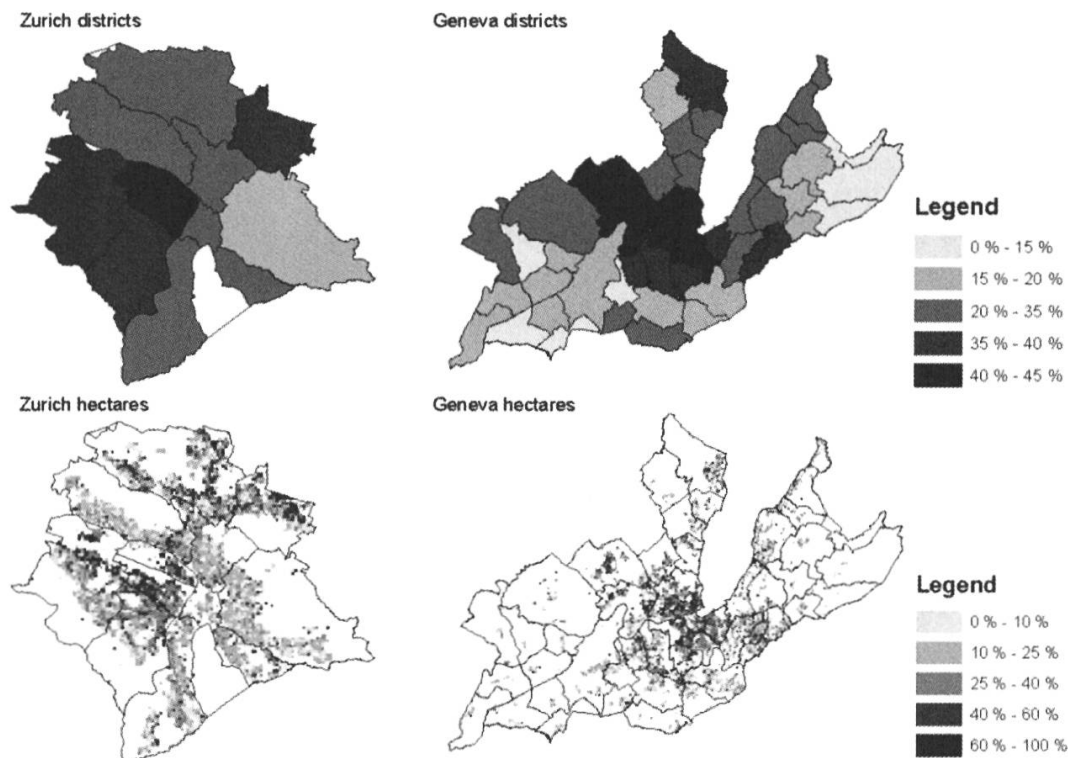 Zurich districts
Geneva districts
Legend
0 % - 15 %
15 % - 20 %
20 % - 35 %
35 % - 40 %
40 % - 45 %
Zurich hectares
Geneva hectares
Legend
0 % - 10 %
10 % - 25 %
25 % - 40 %
40 % - 60 %
60 % - 100 %